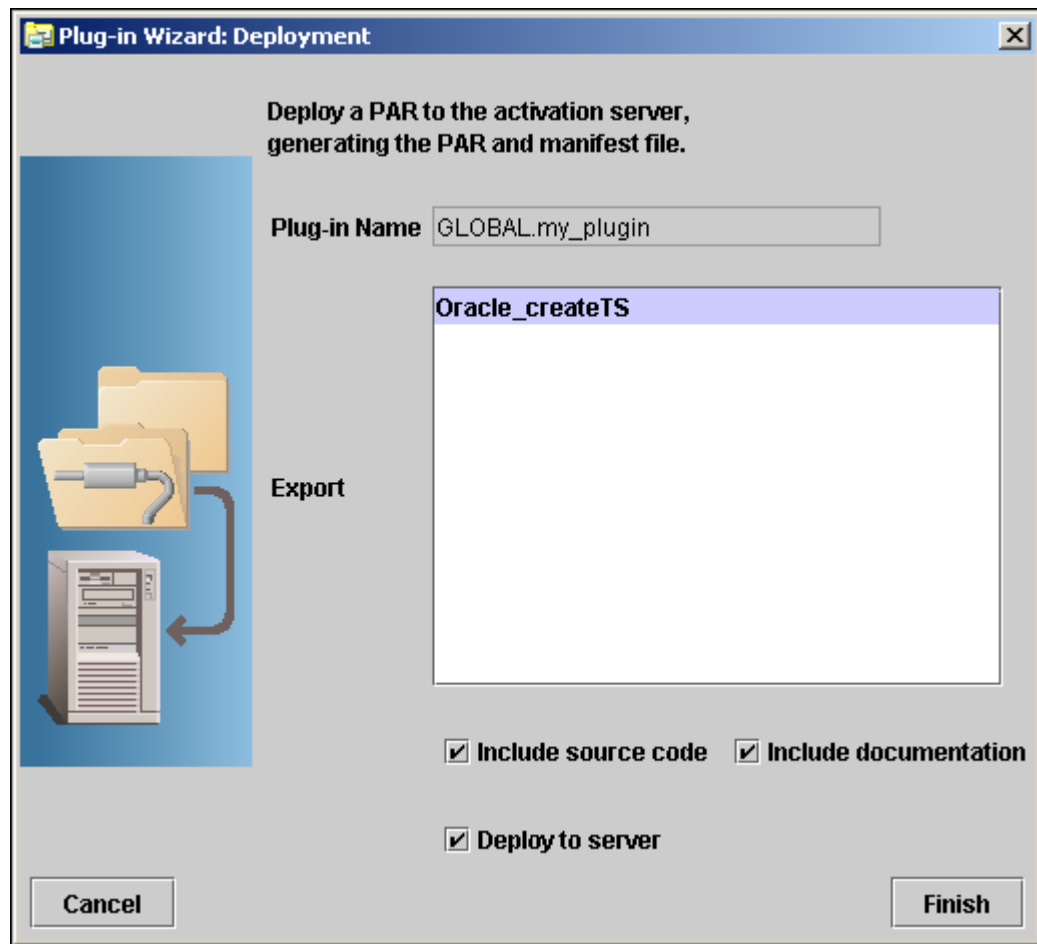 Plug-in Wizard: Deployment
Deploy a PAR to the activation server,
generating the PAR and manifest file.
Plug-in Name GLOBAL.my_plugin
Oracle_createTS
Export
Include source code Include documentation
Deploy to server
Cancel Finish